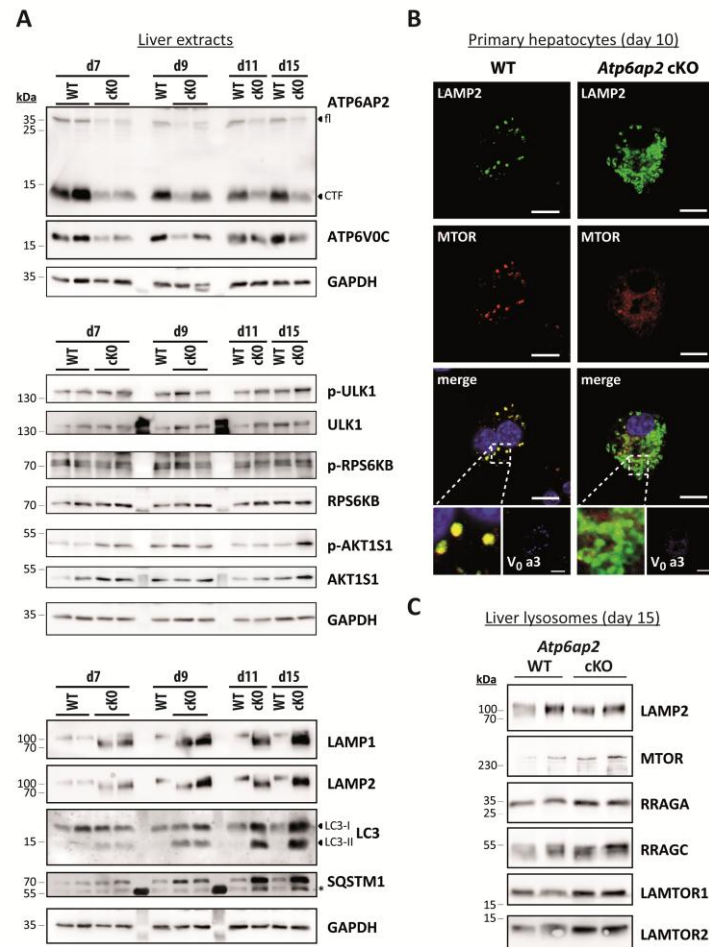 A
Liver extracts
d7 d9 d11 d15
kDa WT cKO WT cKO WT cKO WT cKO
ATP6AP2
35 fl
25
15
CTF
15 ATP6V0C
35 GAPDH
d7 d9 d11 d15
WT cKO WT cKO WT cKO WT cKO
130 p-ULK1
130 ULK1
70 p-RPS6KB
70 RPS6KB
55
p-AKT1S1
55
AKT1S1
35 GAPDH
d7 d9 d11 d15
WT cKO WT cKO WT cKO WT cKO
100 LAMP1
70
100 LAMP2
70
LC3-I LC3
15 LC3-II
70 SQSTM1
55 *
35 GAPDH
B
Primary hepatocytes (day 10)
WT Atp6ap2 cKO
LAMP2 LAMP2
MTOR MTOR
merge merge
V0 a3 V0 a3
C
Liver lysosomes (day 15)
Atp6ap2
kDa WT cKO
100 LAMP2
70
MTOR
230
35 RRAGA
25
55 RRAGC
LAMTOR1
15
15
LAMTOR2